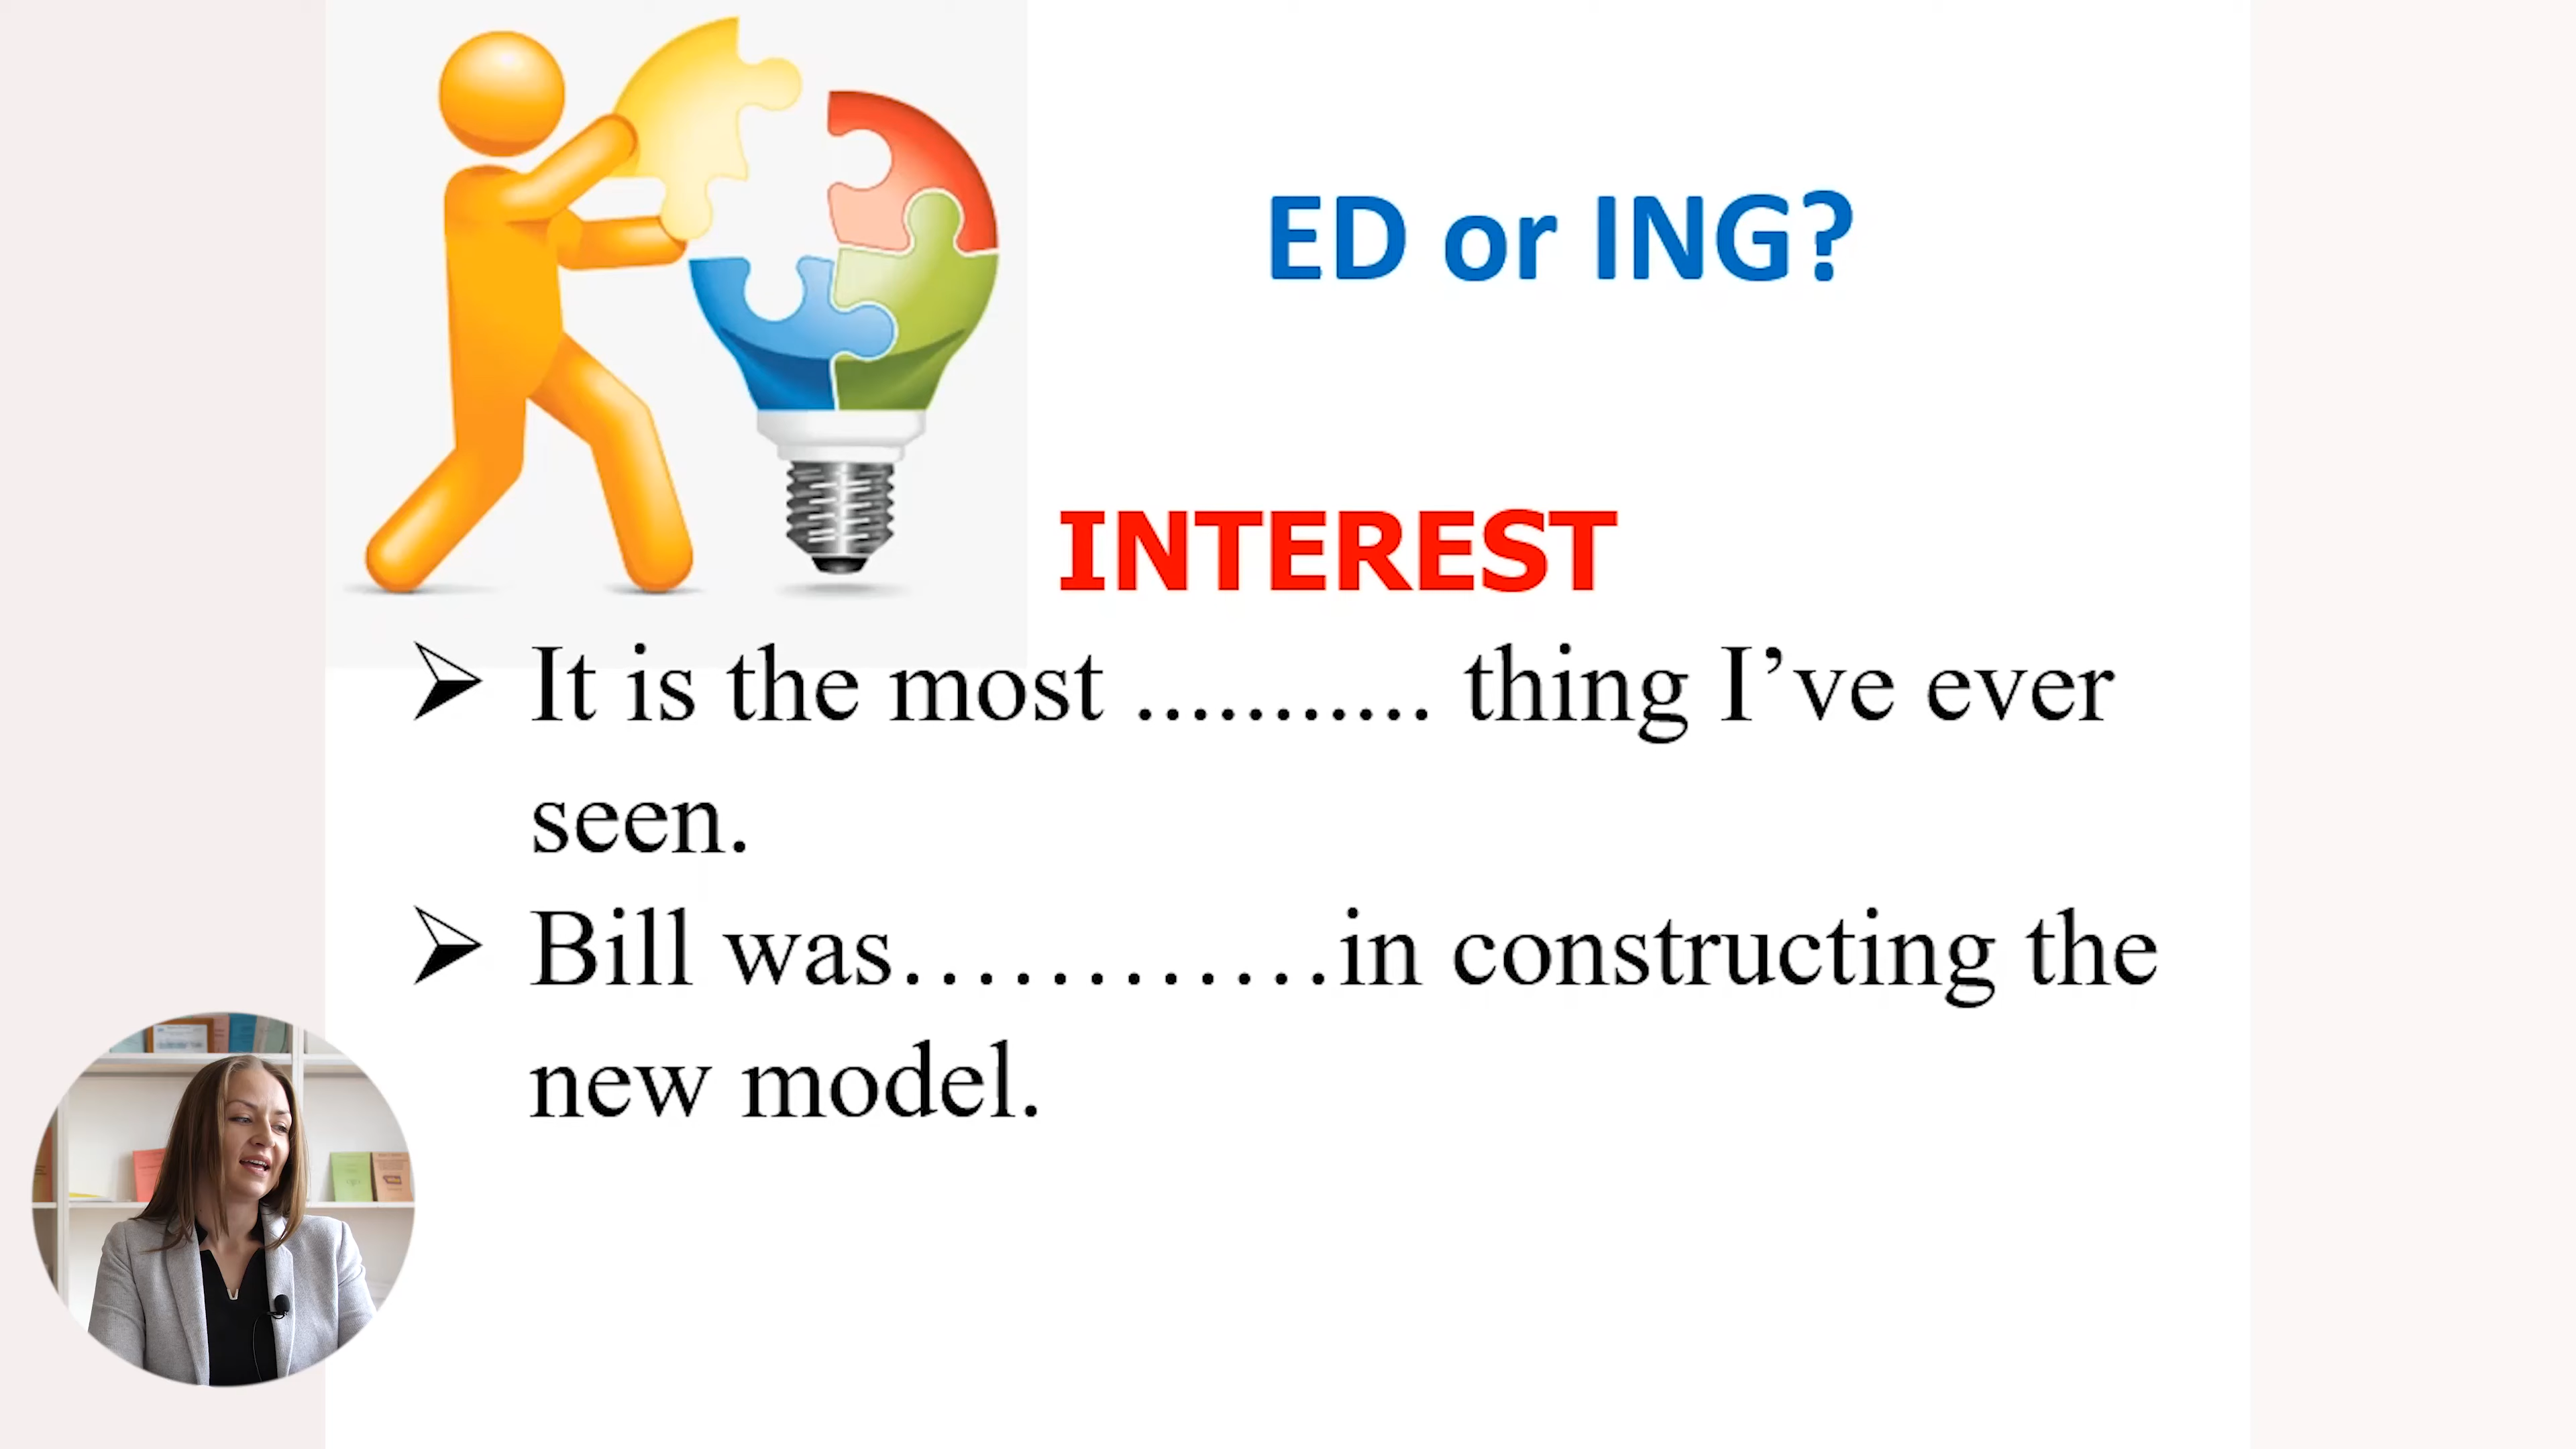 ED or ING?
INTEREST
It is the most ........... thing I’ve ever
seen.
Bill was…………in constructing the
new model.